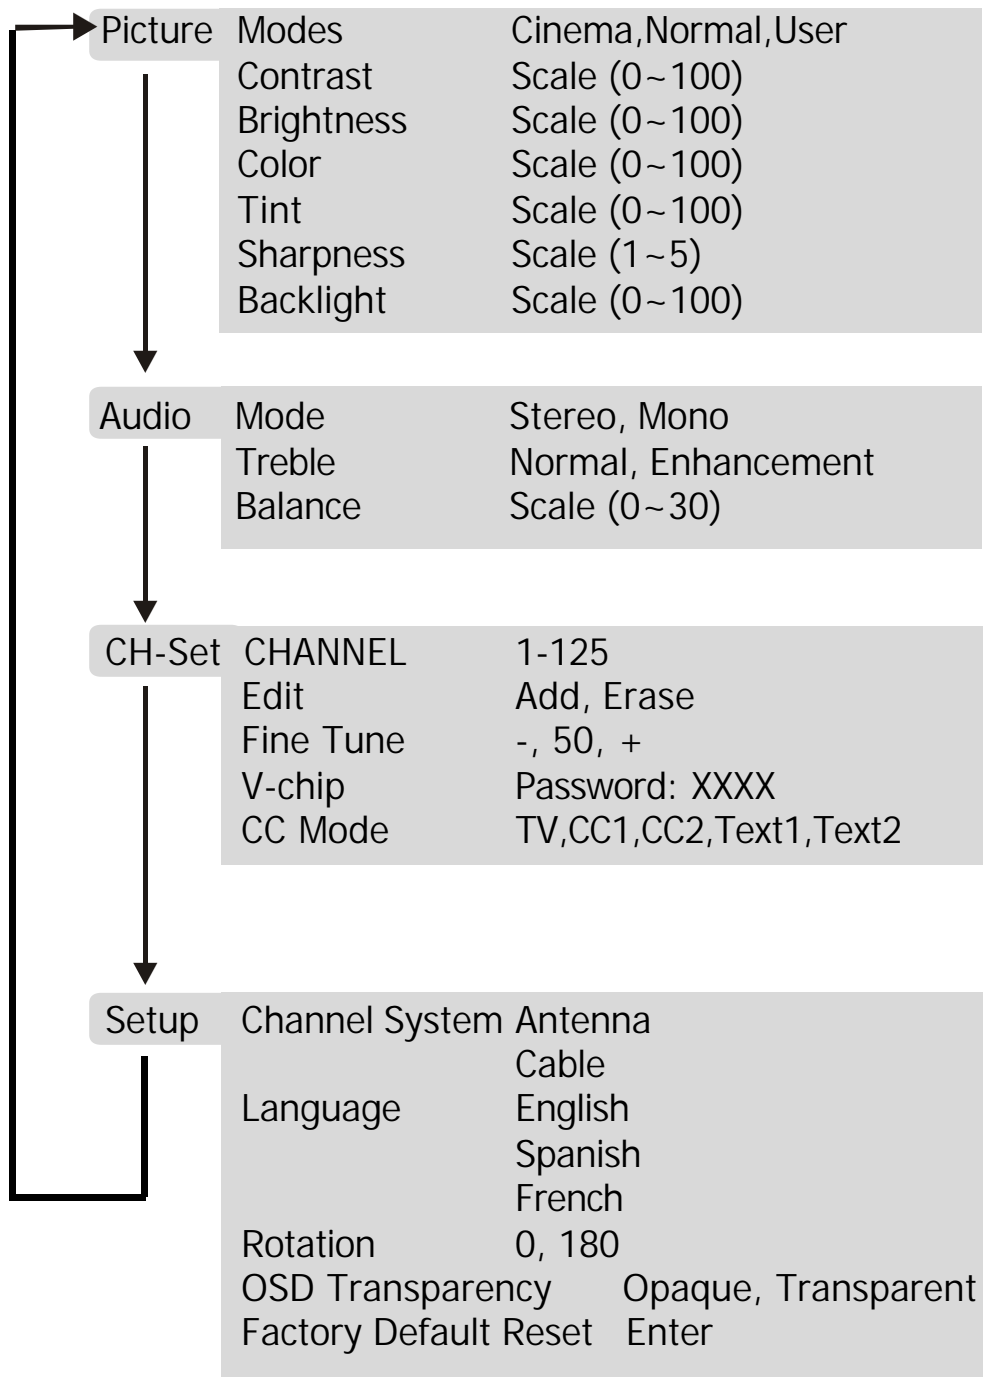 Picture Modes Cinema,Normal,User
Contrast Scale (0~100)
Brightness Scale (0~100)
Color Scale (0~100)
Tint Scale (0~100)
Sharpness Scale (1~5)
Backlight Scale (0~100)
Audio Mode Stereo, Mono
Treble Normal, Enhancement
Balance Scale (0~30)
CH-Set CHANNEL 1-125
Edit Add, Erase
Fine Tune -, 50, +
V-chip Password: XXXX
CC Mode TV,CC1,CC2,Text1,Text2
Setup Channel System Antenna
Cable
Language English
Spanish
French
Rotation 0, 180
OSD Transparency Opaque, Transparent
Factory Default Reset Enter